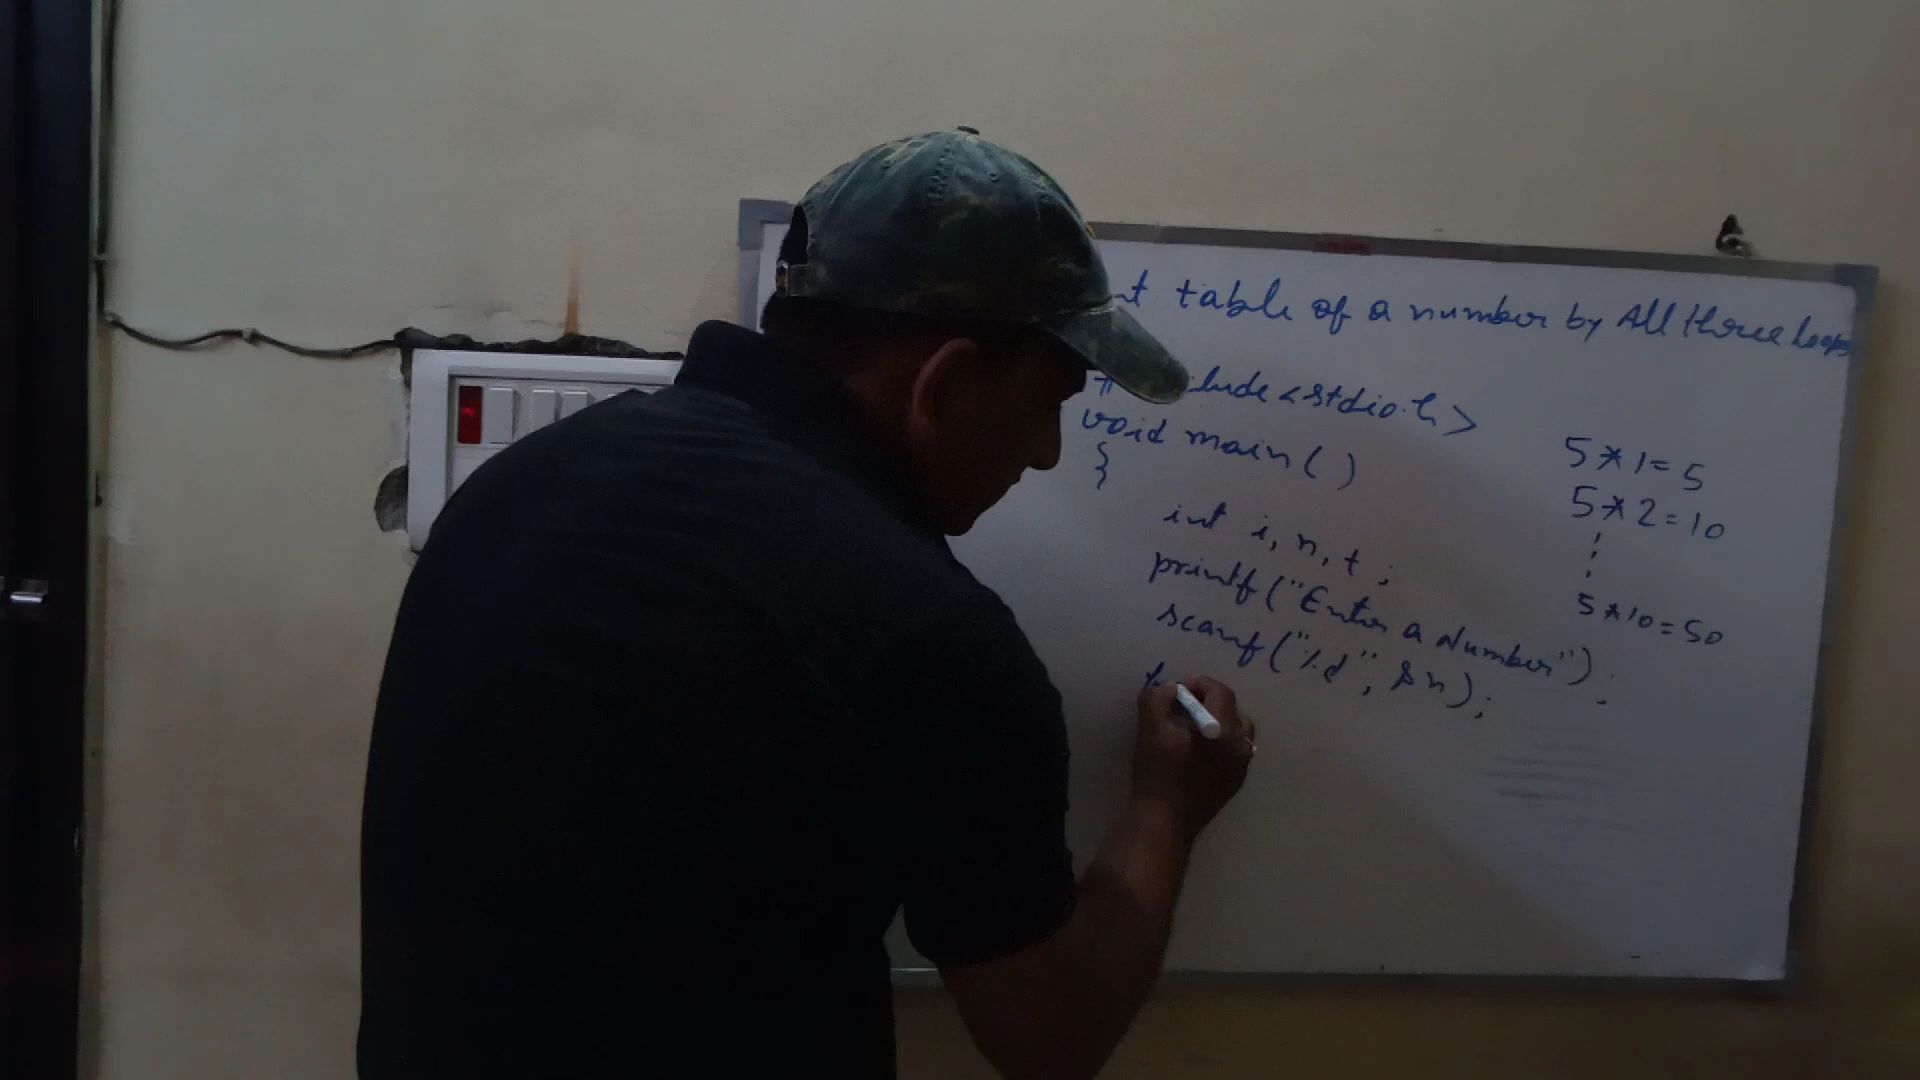 table of a number by All three loops
<stdio.h>
void main()
{
int i, n, t;
printf("Enter a Number");
scanf("%d", &n);
5*1=5
5*2=10
5*10=50